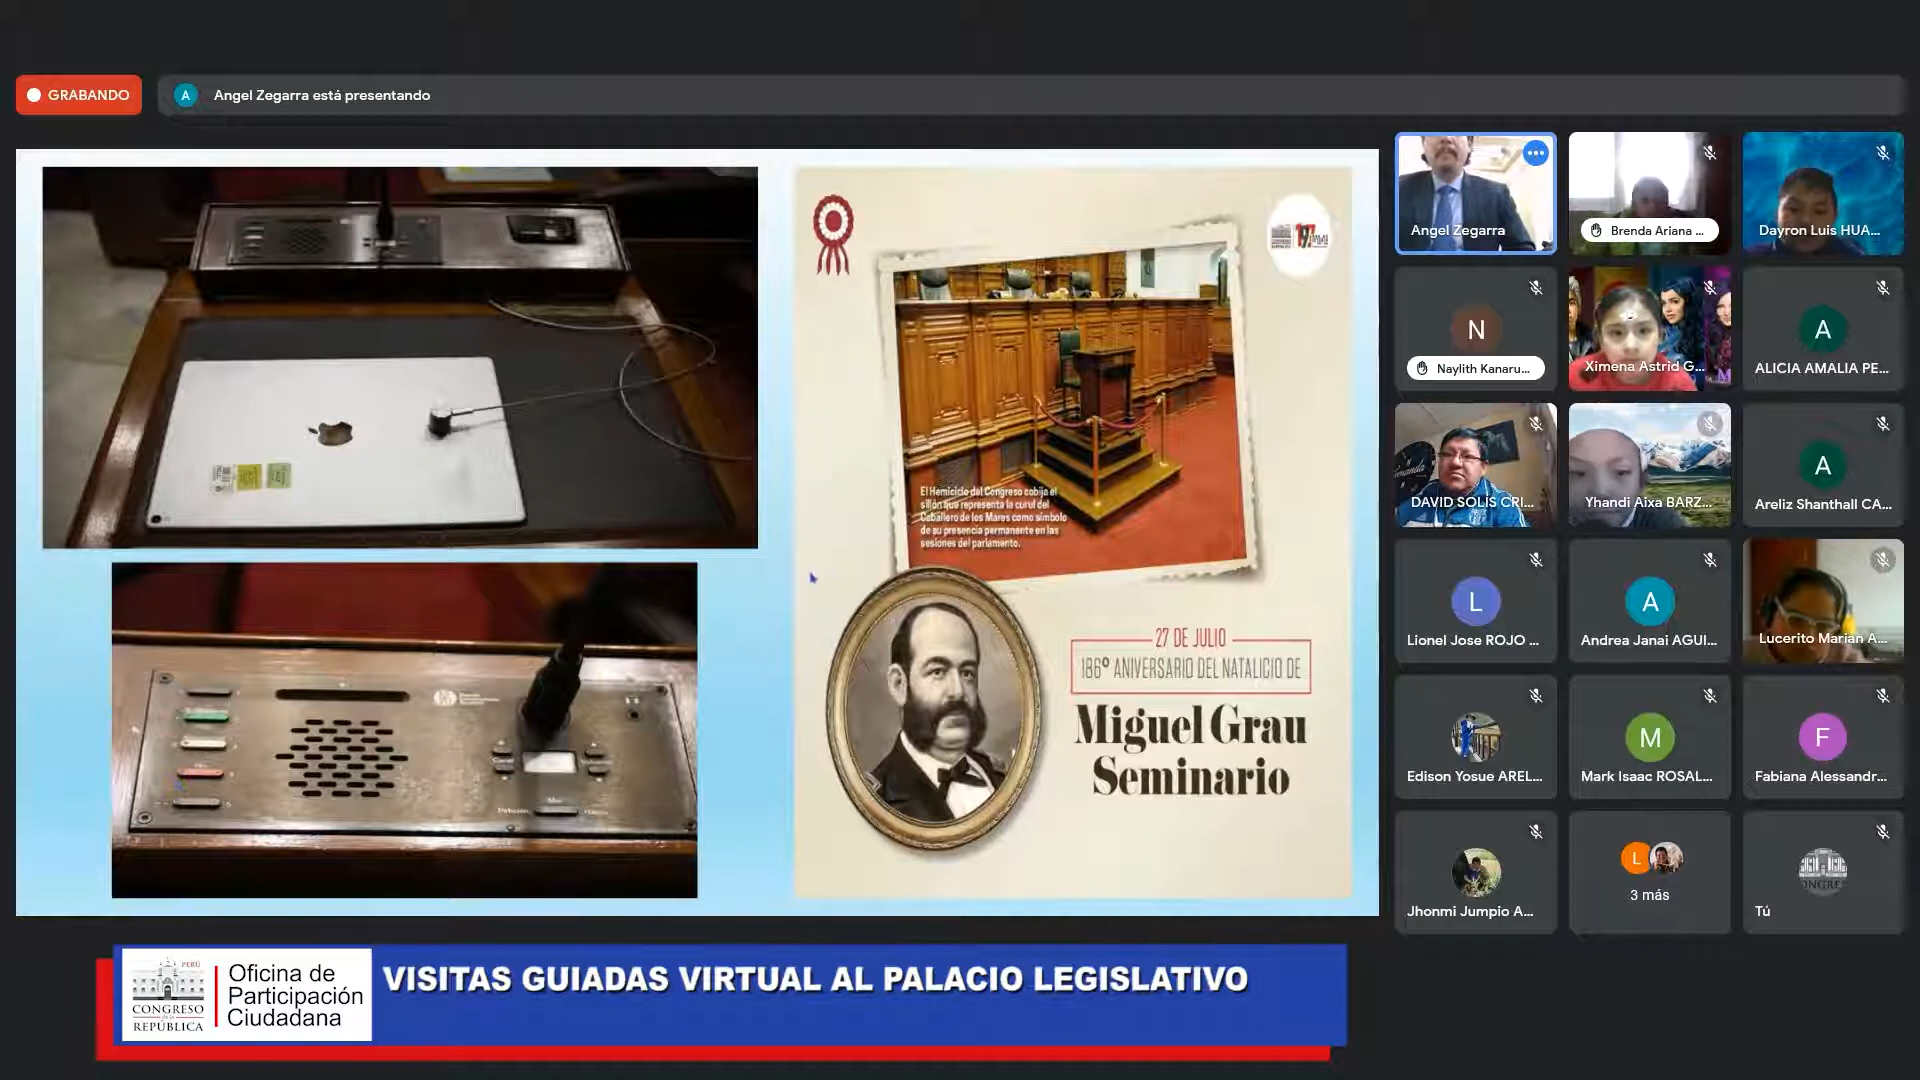 GRABANDO
A
Angel Zegarra está presentando
El Hemiciclo del Congreso cobija el
sillón que representa la curul del
Caballero de los Mares como símbolo
de su presencia permanente en las
sesiones del parlamento.
27 DE JULIO
186º ANIVERSARIO DEL NATALICIO DE
Miguel Grau
Seminario
Angel Zegarra
Brenda Ariana ...
Dayron Luis HUA...
N
Naylith Kanaru...
Ximena Astrid G...
A
ALICIA AMALIA PE...
DAVID SOLIS CRI...
Yhandi Aixa BARZ...
A
Areliz Shanthall CA...
L
Lionel Jose ROJO ...
A
Andrea Janai AGUI...
Lucerito Marian A...
Edison Yosue AREL...
M
Mark Isaac ROSAL...
F
Fabiana Alessandr...
Jhonmi Jumpio A...
L
3 más
Tú
PERÚ
CONGRESO
de la
REPÚBLICA
Oficina de
Participación
Ciudadana
VISITAS GUIADAS VIRTUAL AL PALACIO LEGISLATIVO